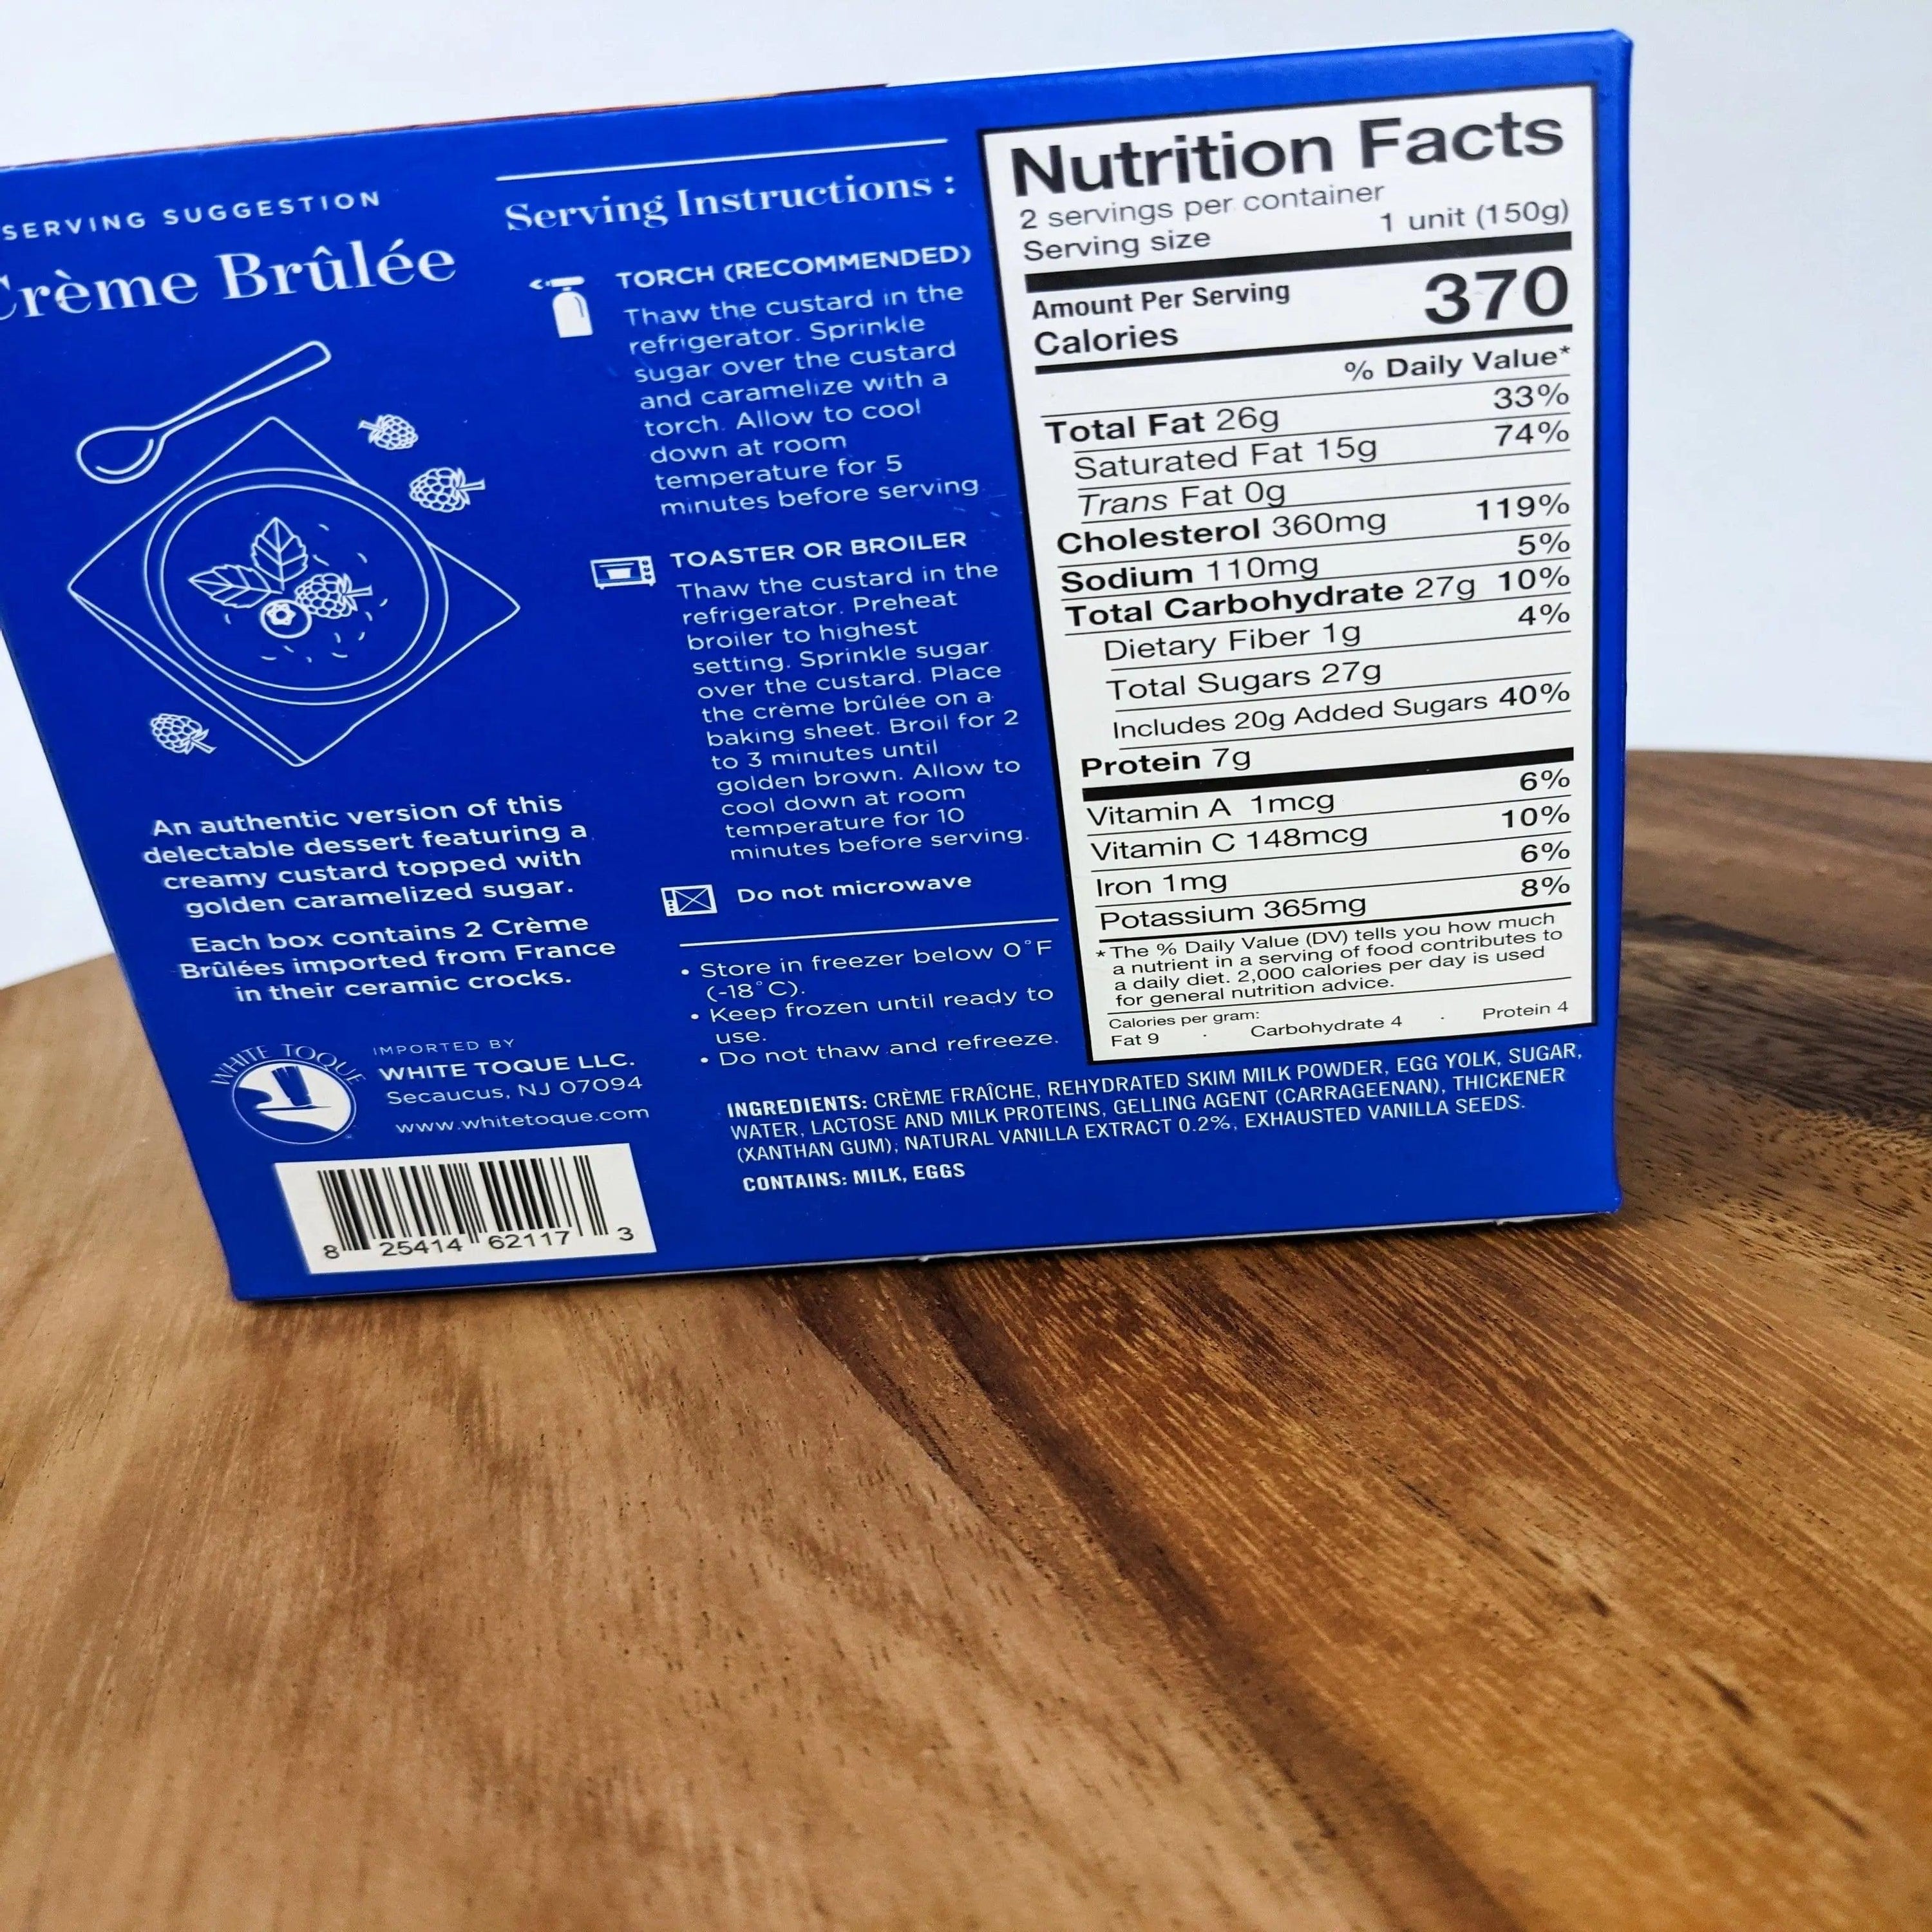 SERVING SUGGESTION
Crème Brûlée
An authentic version of this
delectable dessert featuring a
creamy custard topped with
golden caramelized sugar.
Each box contains 2 Crème
Brûlées imported from France
in their ceramic crocks.
WHITE TOQUE
IMPORTED BY
WHITE TOQUE LLC.
Secaucus, NJ 07094
www.whitetoque.com
8 25414 62117 3
Serving Instructions :
TORCH (RECOMMENDED)
Thaw the custard in the
refrigerator. Sprinkle
sugar over the custard
and caramelize with a
torch. Allow to cool
down at room
temperature for 5
minutes before serving
TOASTER OR BROILER
Thaw the custard in the
refrigerator. Preheat
broiler to highest
setting. Sprinkle sugar
over the custard. Place
the crème brûlée on a
baking sheet. Broil for 2
to 3 minutes until
golden brown. Allow to
cool down at room
temperature for 10
minutes before serving.
Do not microwave
• Store in freezer below 0°F
(-18°C).
• Keep frozen until ready to
use.
• Do not thaw and refreeze.
Nutrition Facts
2 servings per container
Serving size 1 unit (150g)
Amount Per Serving
Calories 370
% Daily Value*
Total Fat 26g 33%
Saturated Fat 15g 74%
Trans Fat 0g
Cholesterol 360mg 119%
Sodium 110mg 5%
Total Carbohydrate 27g 10%
Dietary Fiber 1g 4%
Total Sugars 27g
Includes 20g Added Sugars 40%
Protein 7g
Vitamin A 1mcg 6%
Vitamin C 148mcg 10%
Iron 1mg 6%
Potassium 365mg 8%
* The % Daily Value (DV) tells you how much
a nutrient in a serving of food contributes to
a daily diet. 2,000 calories per day is used
for general nutrition advice.
Calories per gram:
Fat 9 · Carbohydrate 4 · Protein 4
INGREDIENTS: CRÈME FRAÎCHE, REHYDRATED SKIM MILK POWDER, EGG YOLK, SUGAR,
WATER, LACTOSE AND MILK PROTEINS, GELLING AGENT (CARRAGEENAN), THICKENER
(XANTHAN GUM), NATURAL VANILLA EXTRACT 0.2%, EXHAUSTED VANILLA SEEDS.
CONTAINS: MILK, EGGS